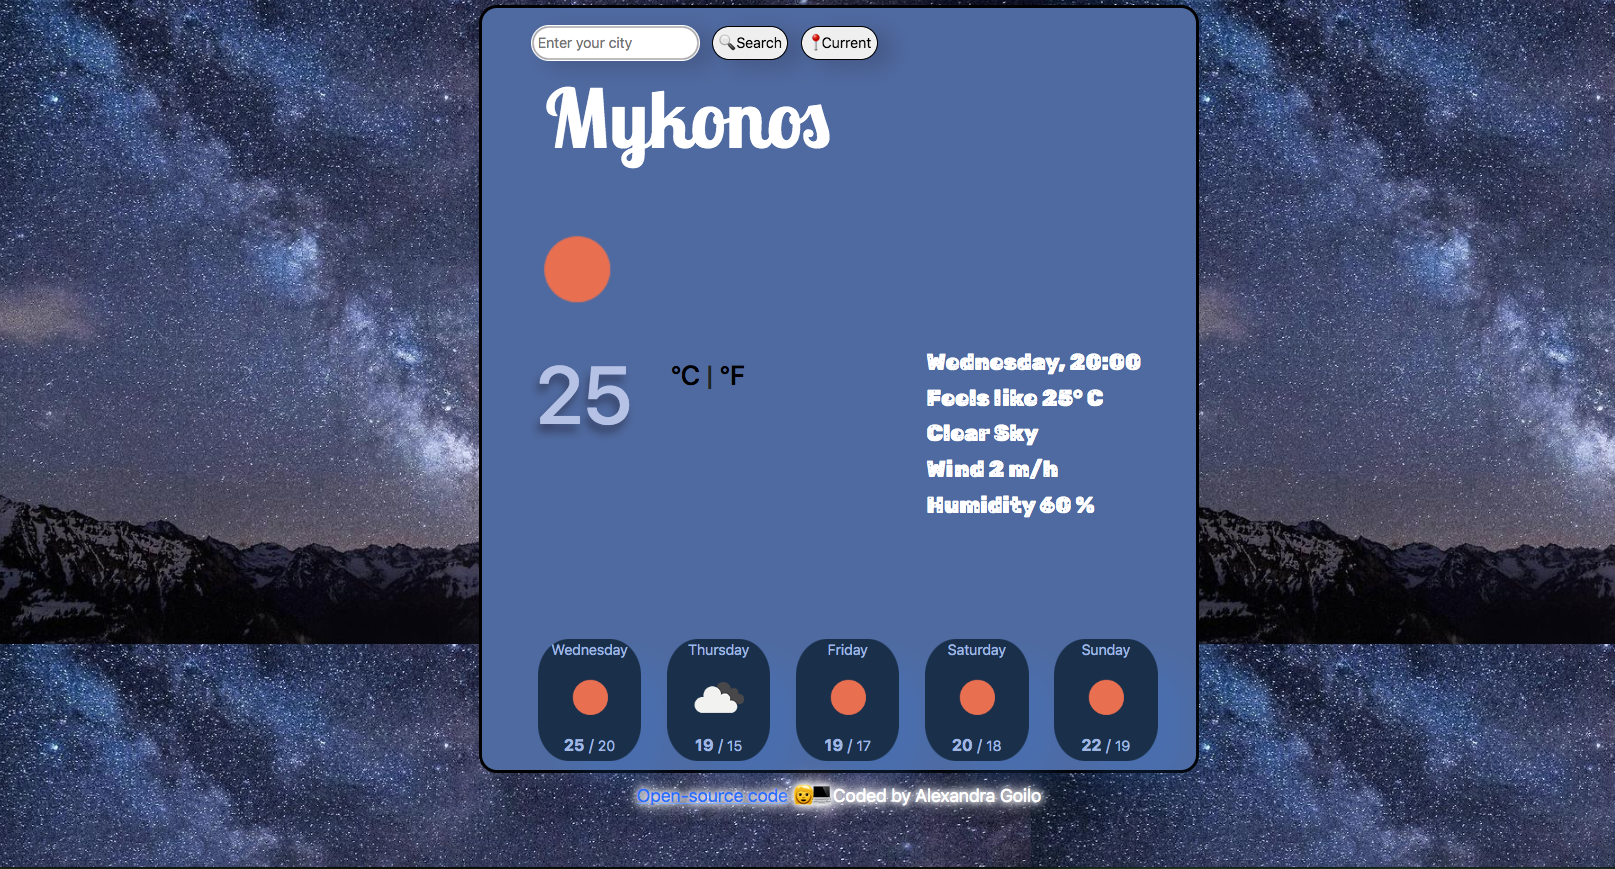 Enter your city
🔍Search
📍Current
Mykonos
25
°C | °F
Wednesday, 20:00
Feels like 25° C
Clear Sky
Wind 2 m/h
Humidity 60 %
Wednesday
Thursday
Friday
Saturday
Sunday
25 / 20
19 / 15
19 / 17
20 / 18
22 / 19
Open-source code 👩‍💻Coded by Alexandra Goilo